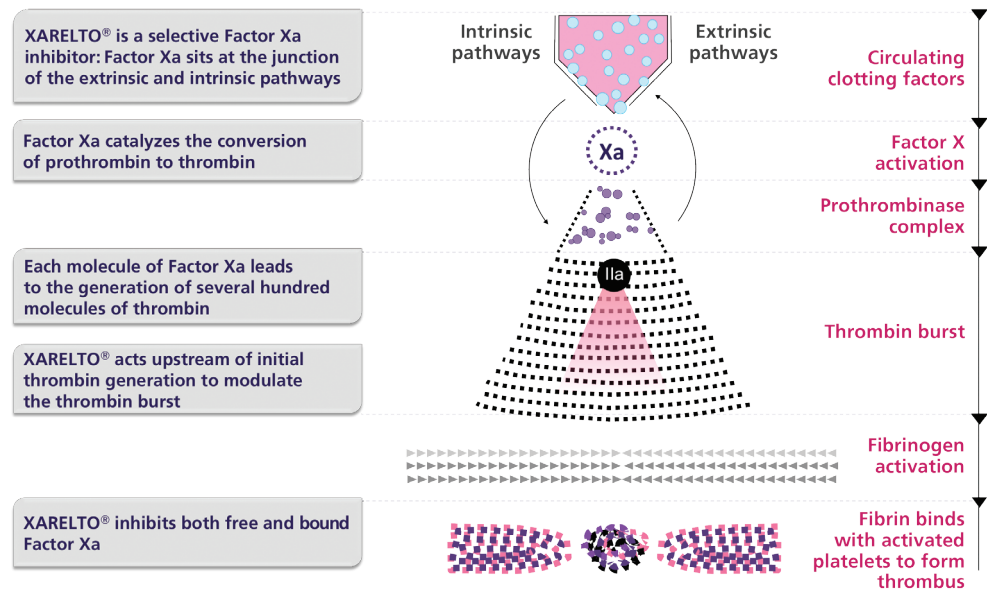 XARELTO® is a selective Factor Xa
inhibitor: Factor Xa sits at the junction
of the extrinsic and intrinsic pathways
Intrinsic
pathways
Extrinsic
pathways
Circulating
clotting factors
Factor Xa catalyzes the conversion
of prothrombin to thrombin
Xa
Factor X
activation
Prothrombinase
complex
Each molecule of Factor Xa leads
to the generation of several hundred
molecules of thrombin
IIa
Thrombin burst
XARELTO® acts upstream of initial
thrombin generation to modulate
the thrombin burst
Fibrinogen
activation
XARELTO® inhibits both free and bound
Factor Xa
Fibrin binds
with activated
platelets to form
thrombus